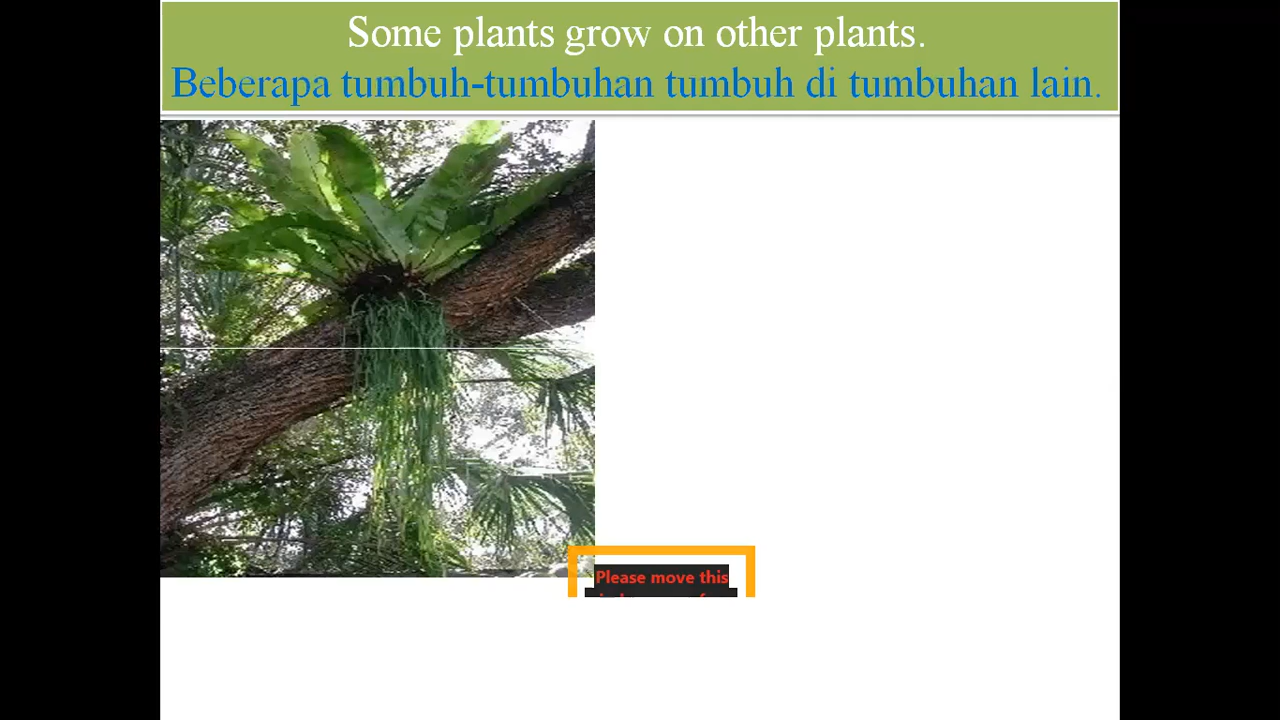 Some plants grow on other plants.
Beberapa tumbuh-tumbuhan tumbuh di tumbuhan lain.
Please move this